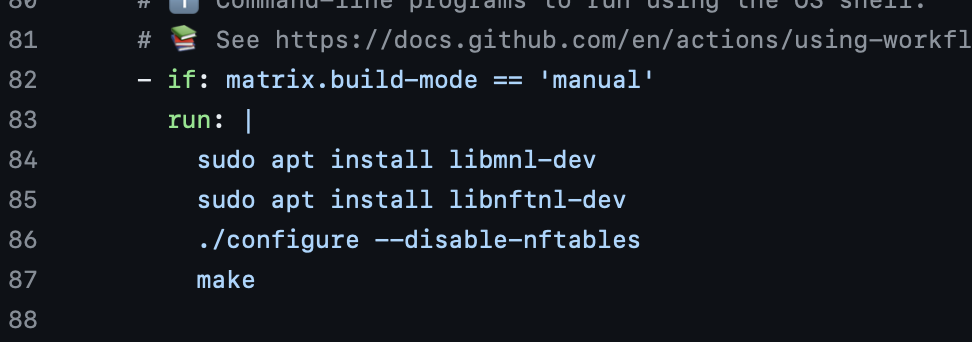 80 # ℹ️ Command-line programs to run using the OS shell.
81 # 📚 See https://docs.github.com/en/actions/using-workfl
82 - if: matrix.build-mode == 'manual'
83 run: |
84 sudo apt install libmnl-dev
85 sudo apt install libnftnl-dev
86 ./configure --disable-nftables
87 make
88